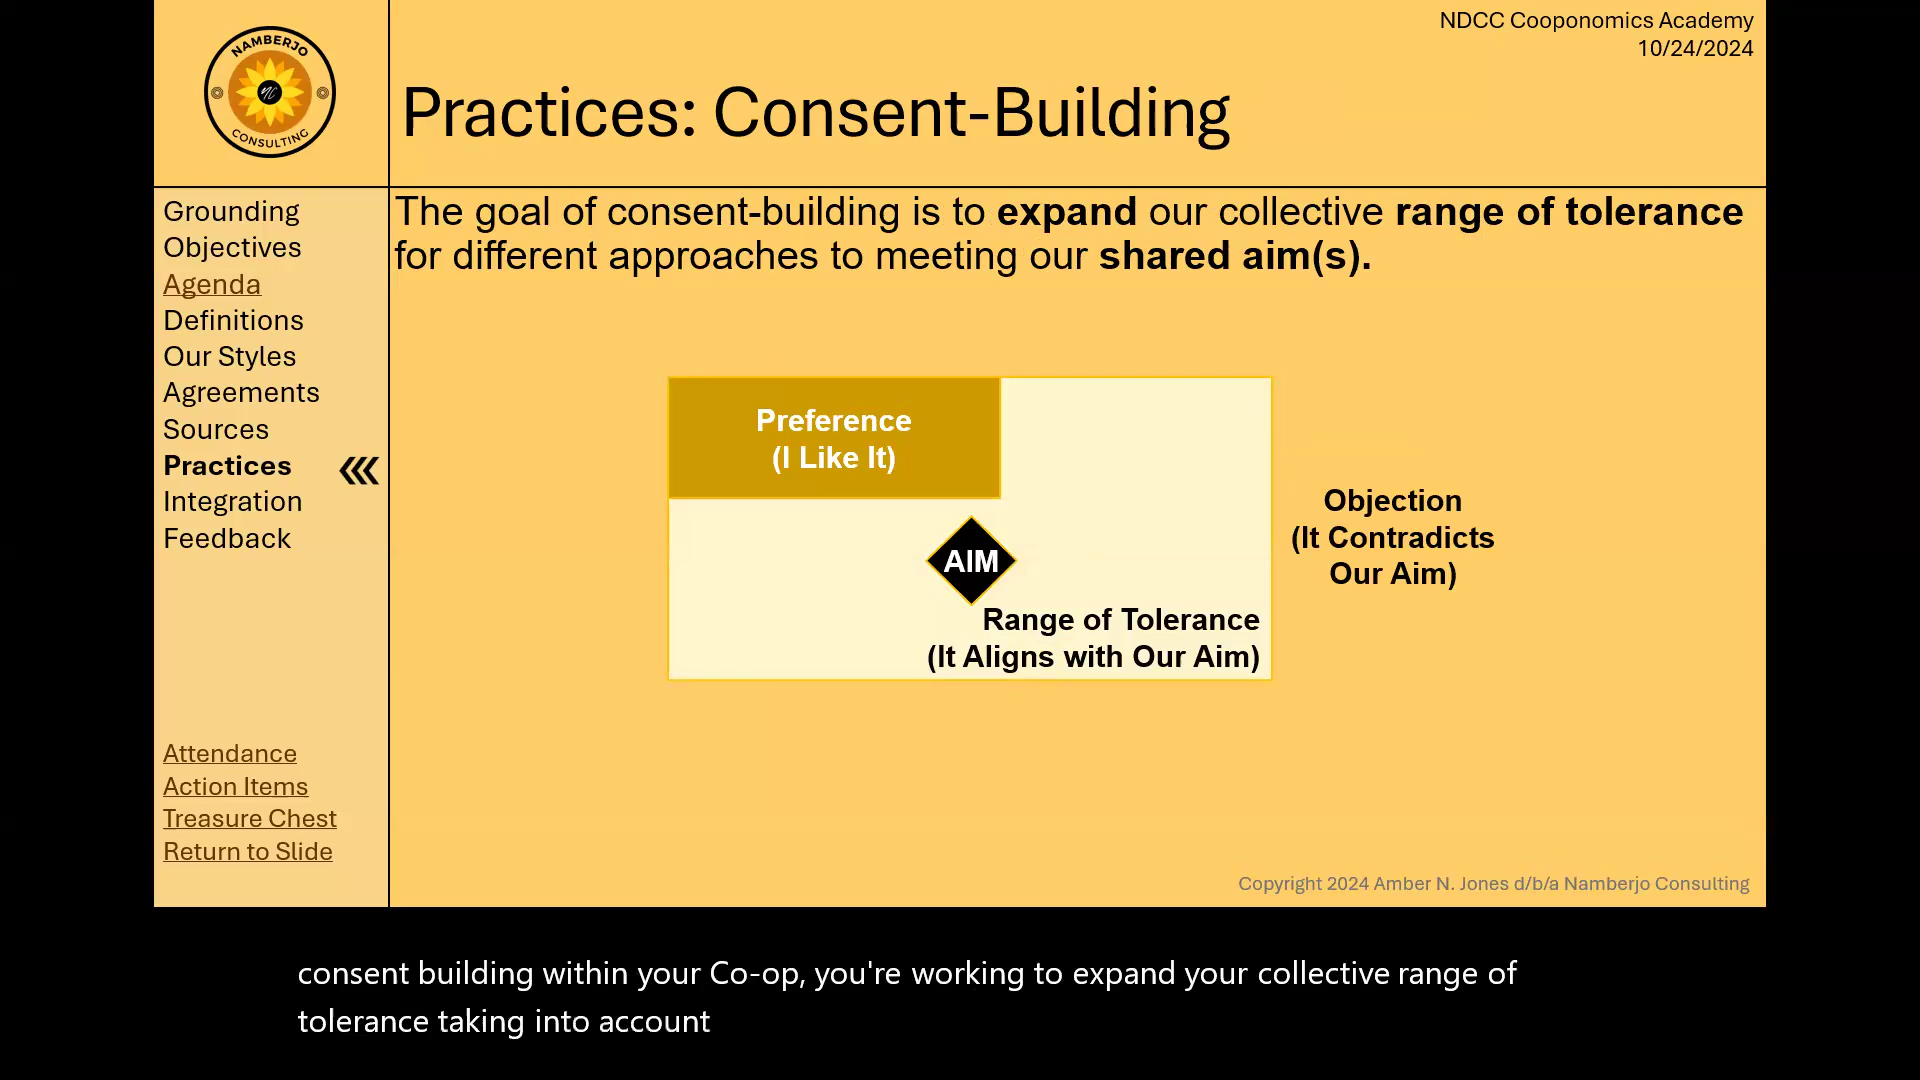 NAMBERJO
CONSULTING
NDCC Cooponomics Academy
10/24/2024
Practices: Consent-Building
Grounding
Objectives
Agenda
Definitions
Our Styles
Agreements
Sources
Practices
Integration
Feedback
Attendance
Action Items
Treasure Chest
Return to Slide
The goal of consent-building is to expand our collective range of tolerance
for different approaches to meeting our shared aim(s).
Preference
(I Like It)
AIM
Range of Tolerance
(It Aligns with Our Aim)
Objection
(It Contradicts
Our Aim)
Copyright 2024 Amber N. Jones d/b/a Namberjo Consulting
consent building within your Co-op, you're working to expand your collective range of
tolerance taking into account